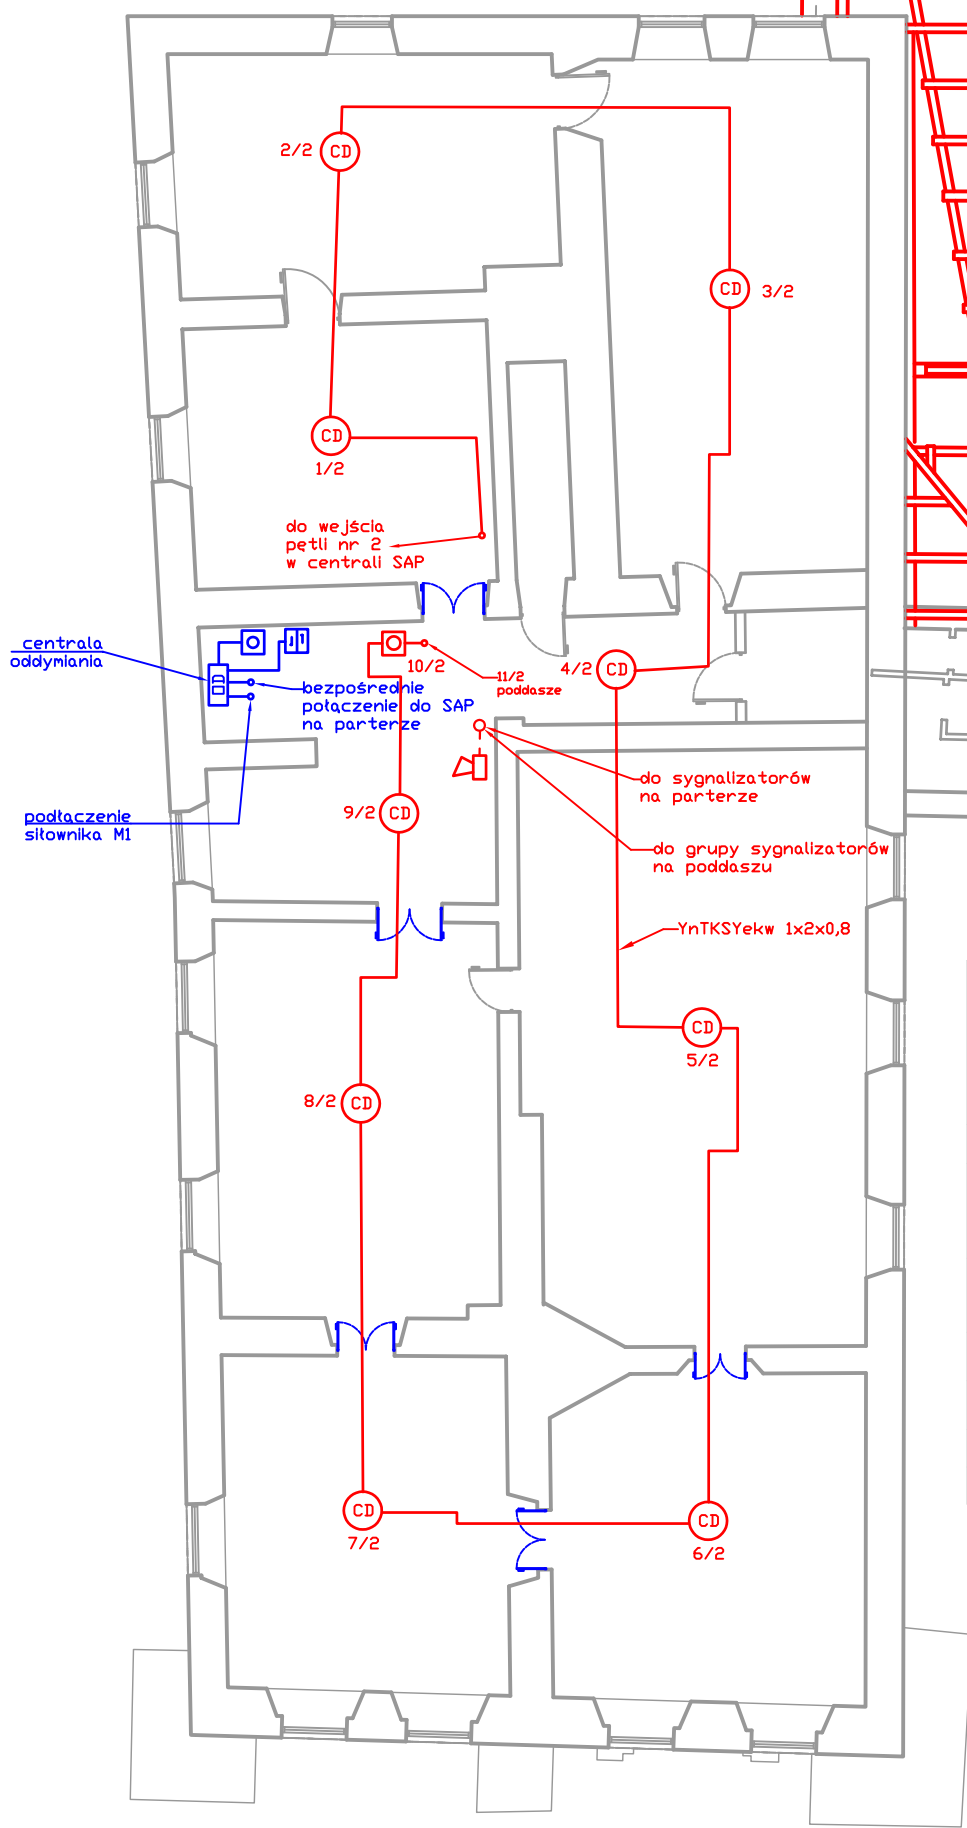 2/2 CD
CD 3/2
CD
1/2
do wejścia
pętli nr 2
w centrali SAP
centrala
oddymiania
10/2
11/2
poddasze
4/2 CD
bezpośrednie
połączenie do SAP
na parterze
do sygnalizatorów
na parterze
podłaczenie
siłownika M1
9/2 CD
do grupy sygnalizatorów
na poddaszu
YnTKSYekw 1x2x0,8
CD
5/2
8/2 CD
CD
7/2
CD
6/2